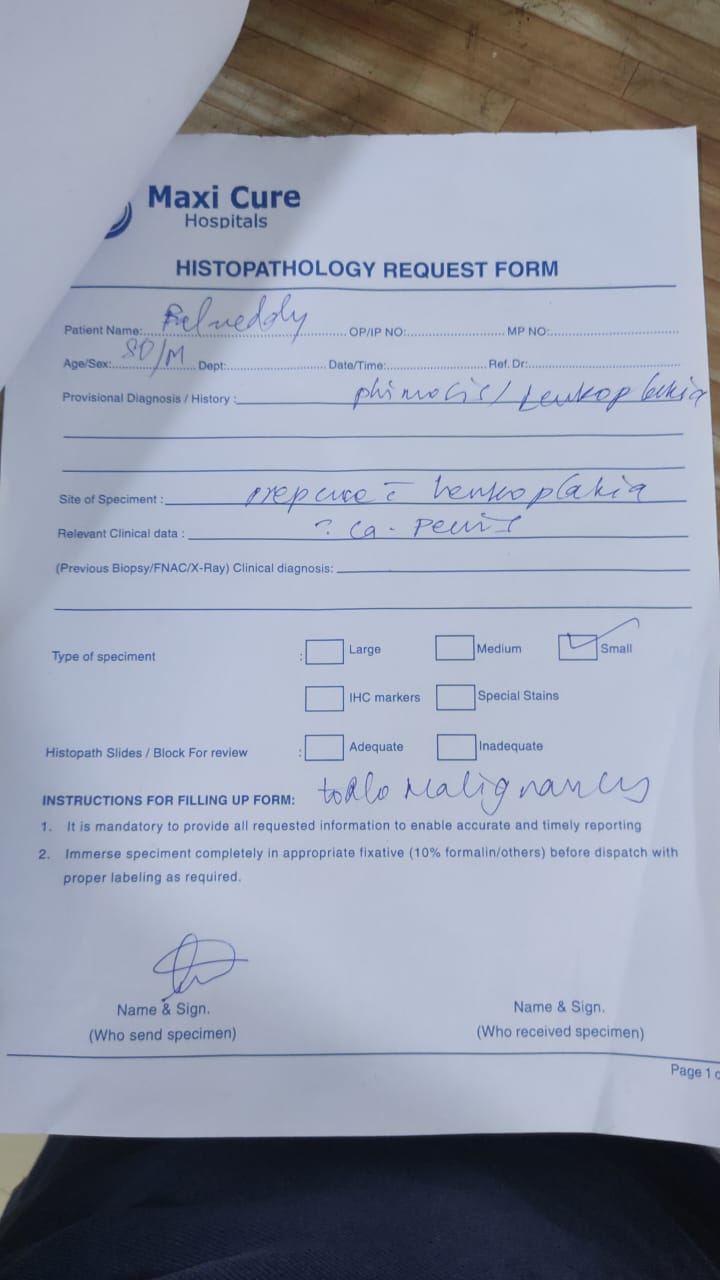 Maxi Cure
Hospitals
HISTOPATHOLOGY REQUEST FORM
Patient Name: OP/IP NO: MP NO:
Age/Sex: 80/M Dept: Date/Time: Ref. Dr:
Provisional Diagnosis / History : phimosis / Leukoplakia
Site of Speciment : prepuce c̄ leukoplakia
Relevant Clinical data : ? Ca - Penis
(Previous Biopsy/FNAC/X-Ray) Clinical diagnosis:
Type of speciment : Large Medium Small
IHC markers Special Stains
Histopath Slides / Block For review : Adequate Inadequate
INSTRUCTIONS FOR FILLING UP FORM: to R/o Malignancy
1. It is mandatory to provide all requested information to enable accurate and timely reporting
2. Immerse speciment completely in appropriate fixative (10% formalin/others) before dispatch with
proper labeling as required.
Name & Sign. Name & Sign.
(Who send specimen) (Who received specimen)
Page 1